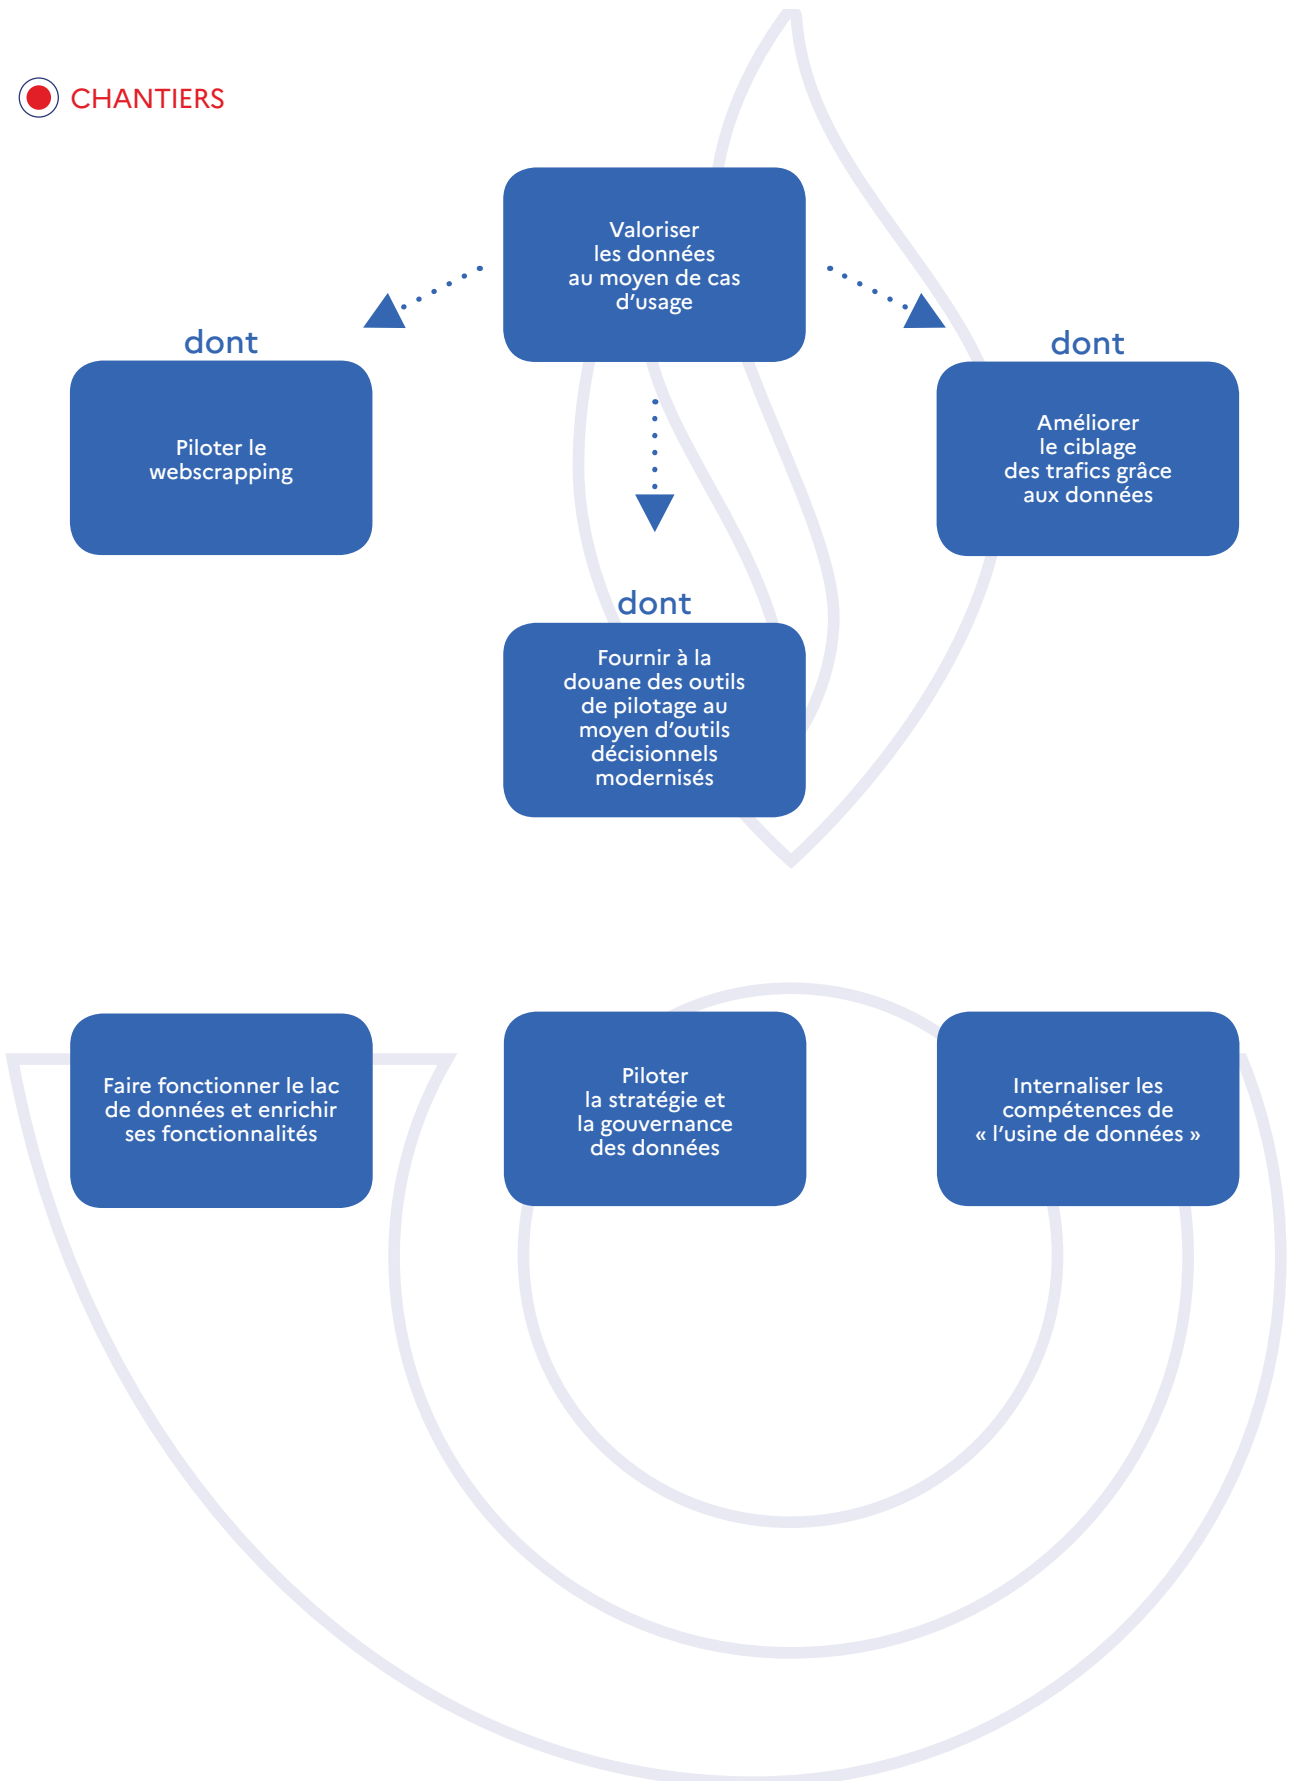 CHANTIERS
Valoriser
les données
au moyen de cas
d’usage
dont
Piloter le
webscrapping
dont
Améliorer
le ciblage
des trafics grâce
aux données
dont
Fournir à la
douane des outils
de pilotage au
moyen d’outils
décisionnels
modernisés
Faire fonctionner le lac
de données et enrichir
ses fonctionnalités
Piloter
la stratégie et
la gouvernance
des données
Internaliser les
compétences de
« l’usine de données »